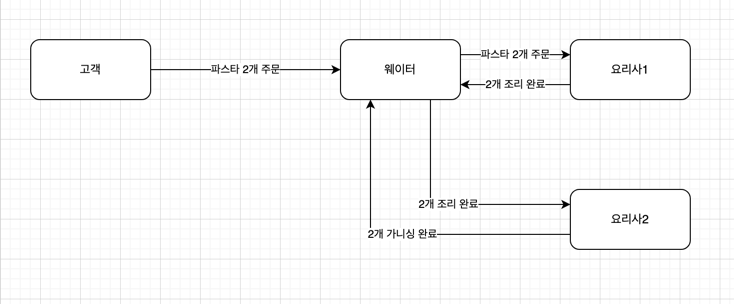 고객
파스타 2개 주문
웨이터
파스타 2개 주문
2개 조리 완료
요리사1
2개 조리 완료
2개 가니싱 완료
요리사2